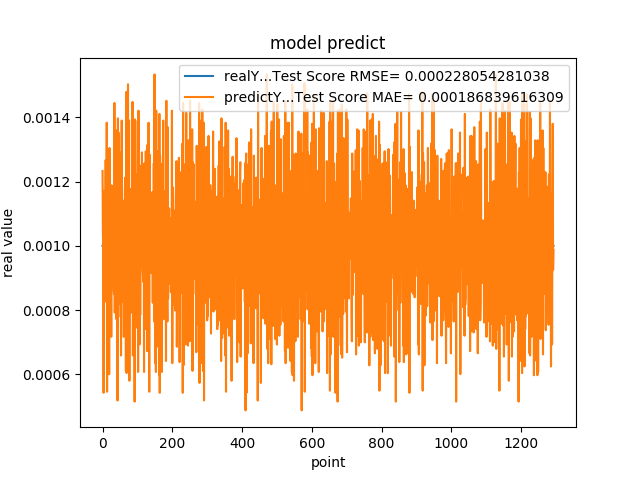 model predict
realY...Test Score RMSE= 0.000228054281038
predictY...Test Score MAE= 0.000186839616309
real value
0.0014
0.0012
0.0010
0.0008
0.0006
0 200 400 600 800 1000 1200
point